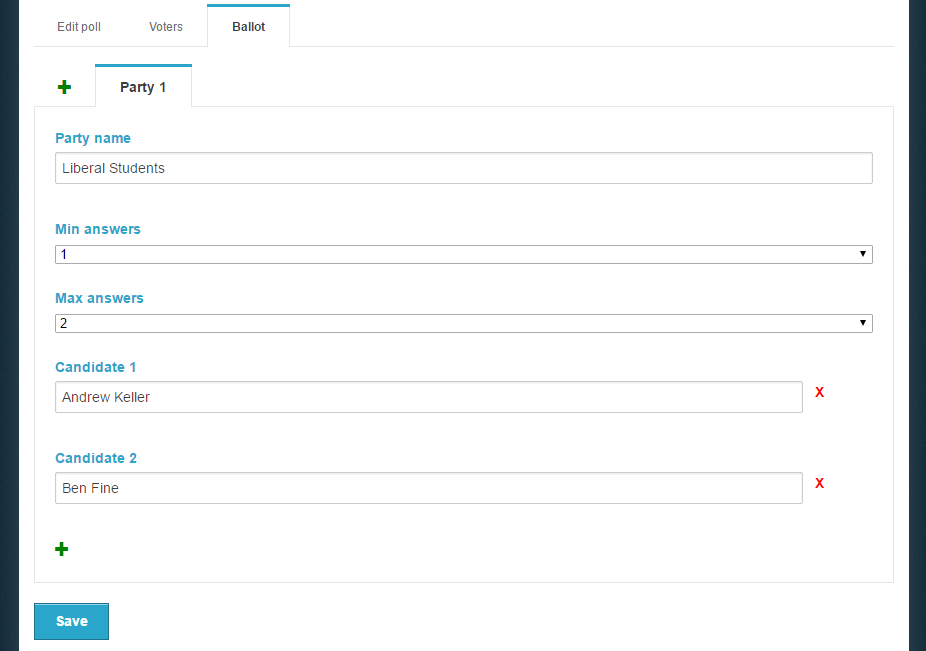 Edit poll Voters Ballot
+ Party 1
Party name
Liberal Students
Min answers
1
Max answers
2
Candidate 1
Andrew Keller X
Candidate 2
Ben Fine X
+
Save